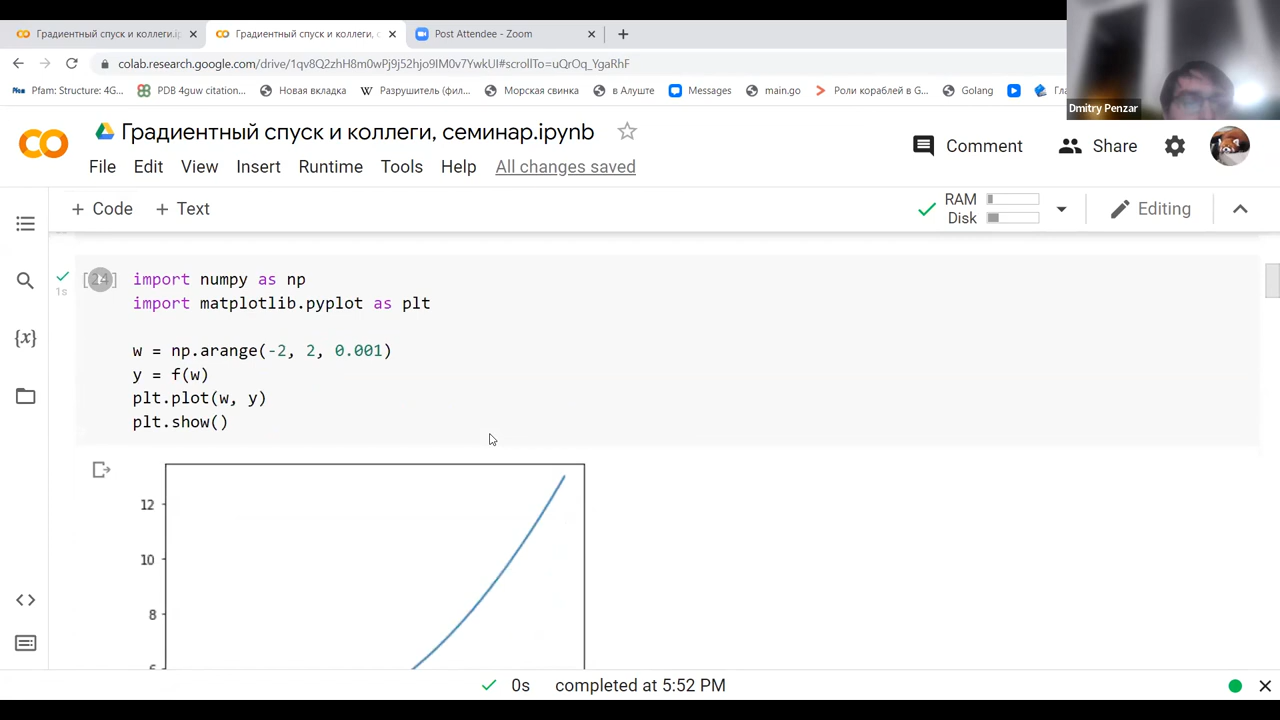 Градиентный спуск и коллеги.i
Градиентный спуск и коллеги, с
Post Attendee - Zoom
colab.research.google.com/drive/1qv8Q2zhH8m0wPj9j52hjo9IM0v7YwkUI#scrollTo=uQrOq_YgaRhF
Pfam: Structure: 4G...
PDB 4guw citation...
Новая вкладка
Разрушитель (фил...
Морская свинка
в Алуште
Messages
main.go
Роли кораблей в G...
Golang
Dmitry Penzar
Градиентный спуск и коллеги, семинар.ipynb
Comment
Share
File Edit View Insert Runtime Tools Help All changes saved
+ Code + Text
RAM
Disk
Editing
{x}
1s
import numpy as np
import matplotlib.pyplot as plt
w = np.arange(-2, 2, 0.001)
y = f(w)
plt.plot(w, y)
plt.show()
12
10
8
0s completed at 5:52 PM